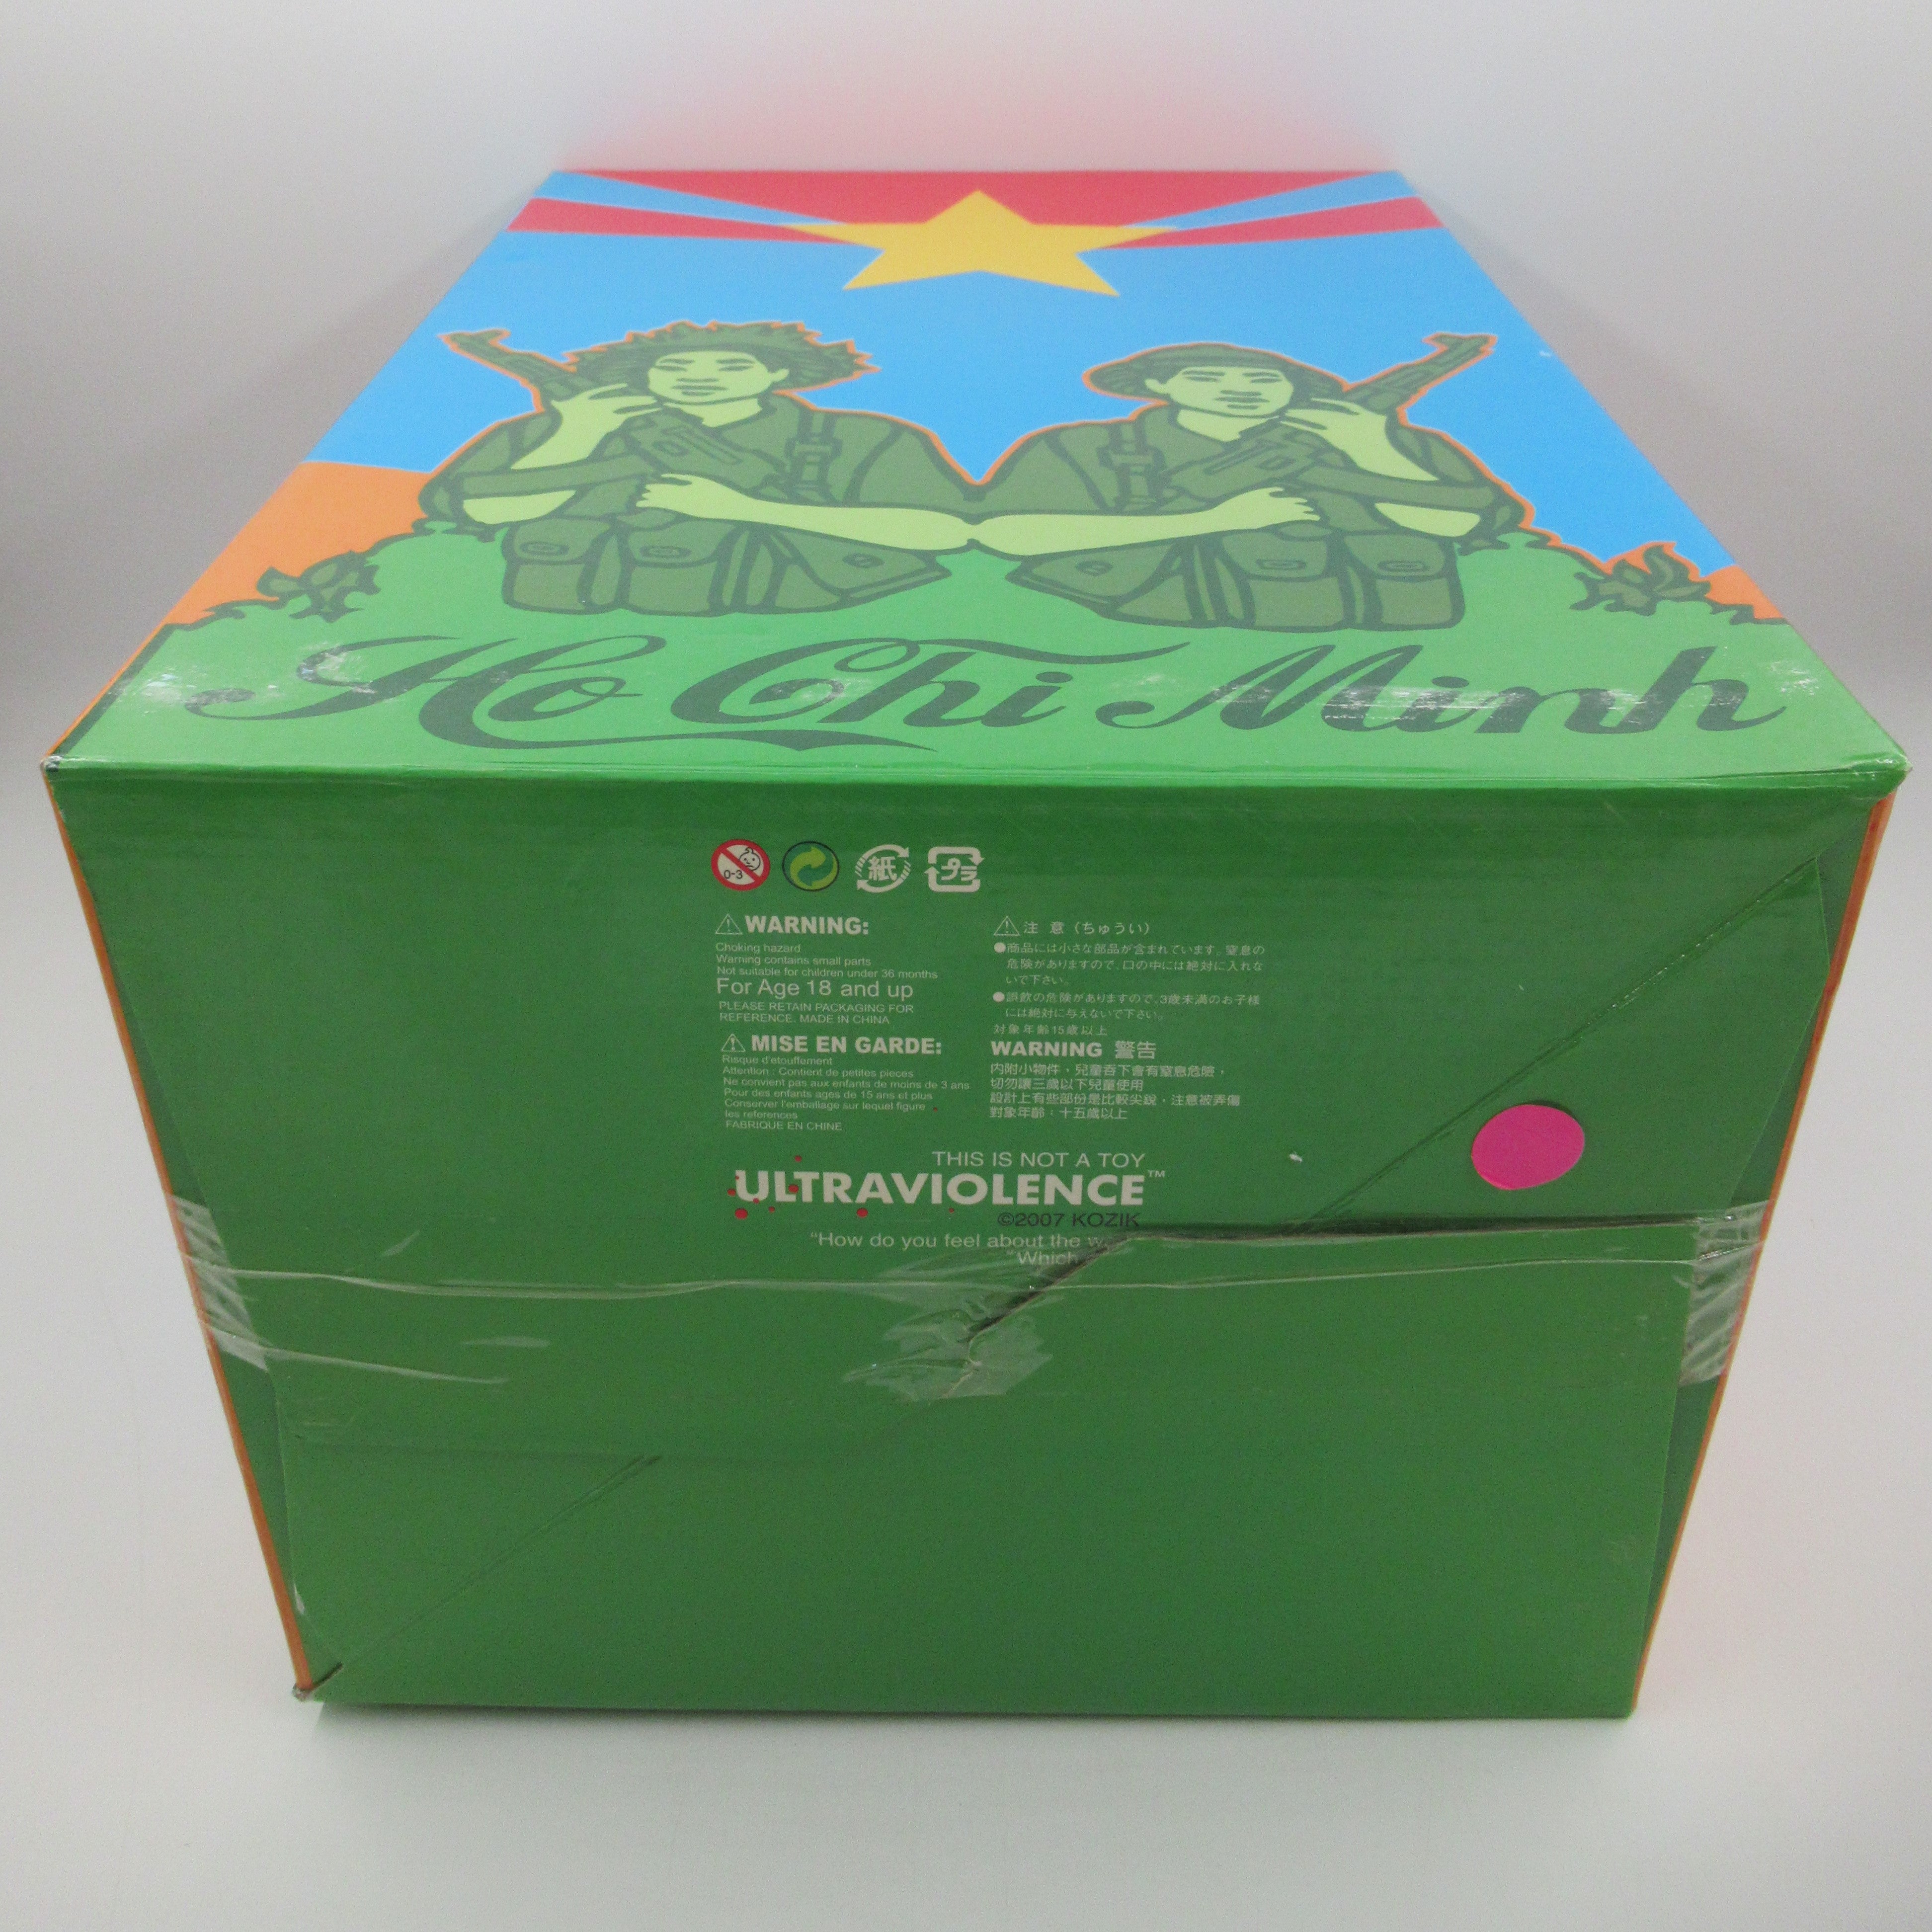 Ho Chi Minh
0-3
紙
プラ
WARNING:
Choking hazard
Warning contains small parts
Not suitable for children under 36 months
For Age 18 and up
PLEASE RETAIN PACKAGING FOR
REFERENCE. MADE IN CHINA
MISE EN GARDE:
Risque d'etouffement
Attention : Contient de petites pieces
Ne convient pas aux enfants de moins de 3 ans
Pour des enfants ages de 15 ans et plus
Conserver l'emballage sur lequel figure
les references
FABRIQUE EN CHINE
注 意 (ちゅうい)
●商品には小さな部品が含まれています。窒息の
危険がありますので、口の中には絶対に入れな
いで下さい。
●誤飲の危険がありますので、3歳未満のお子様
には絶対に与えないで下さい。
対象年齢15歳以上
WARNING 警告
内附小物件，兒童吞下會有窒息危險，
切勿讓三歲以下兒童使用
設計上有些部份是比較尖銳，注意被弄傷
對象年齡：十五歲以上
THIS IS NOT A TOY
ULTRAVIOLENCE™
©2007 KOZIK
"How do you feel about the
"Which